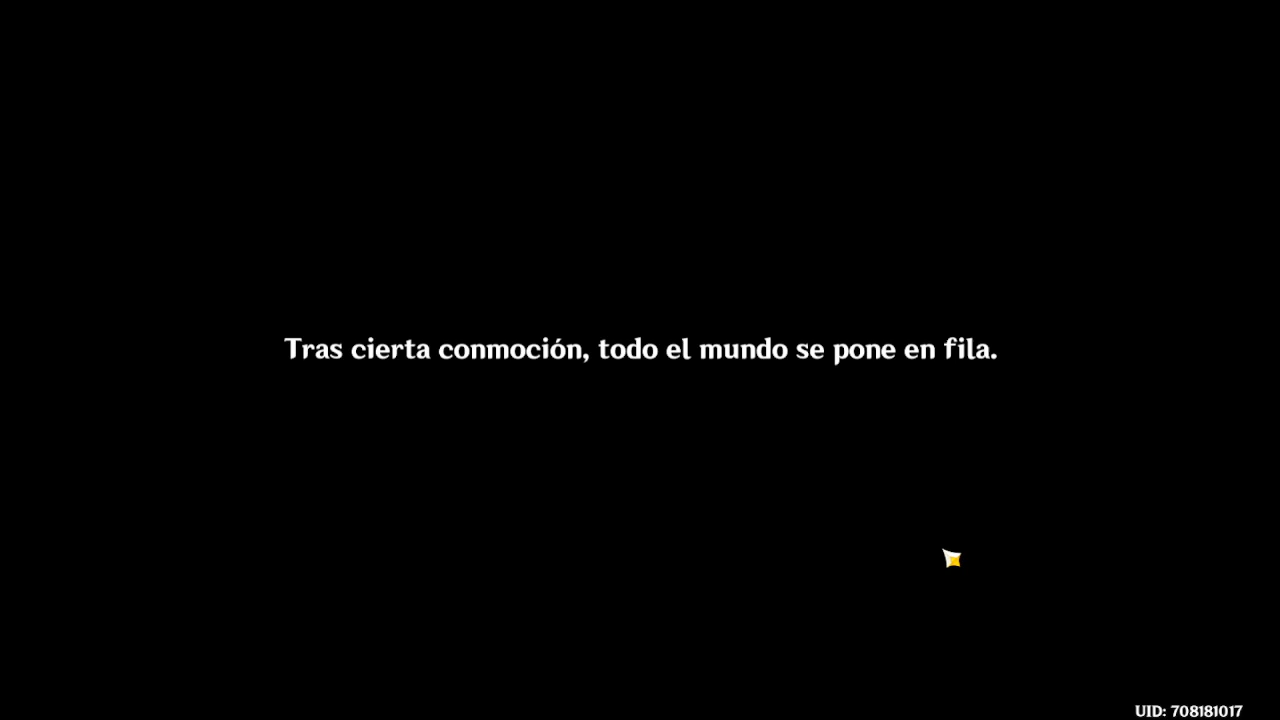 Tras cierta conmoción, todo el mundo se pone en fila.
UID: 708181017